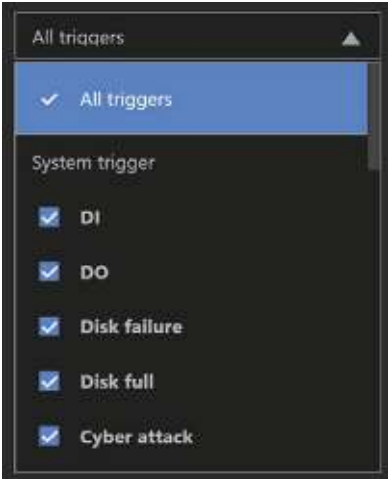 All triggers
All triggers
System trigger
DI
DO
Disk failure
Disk full
Cyber attack